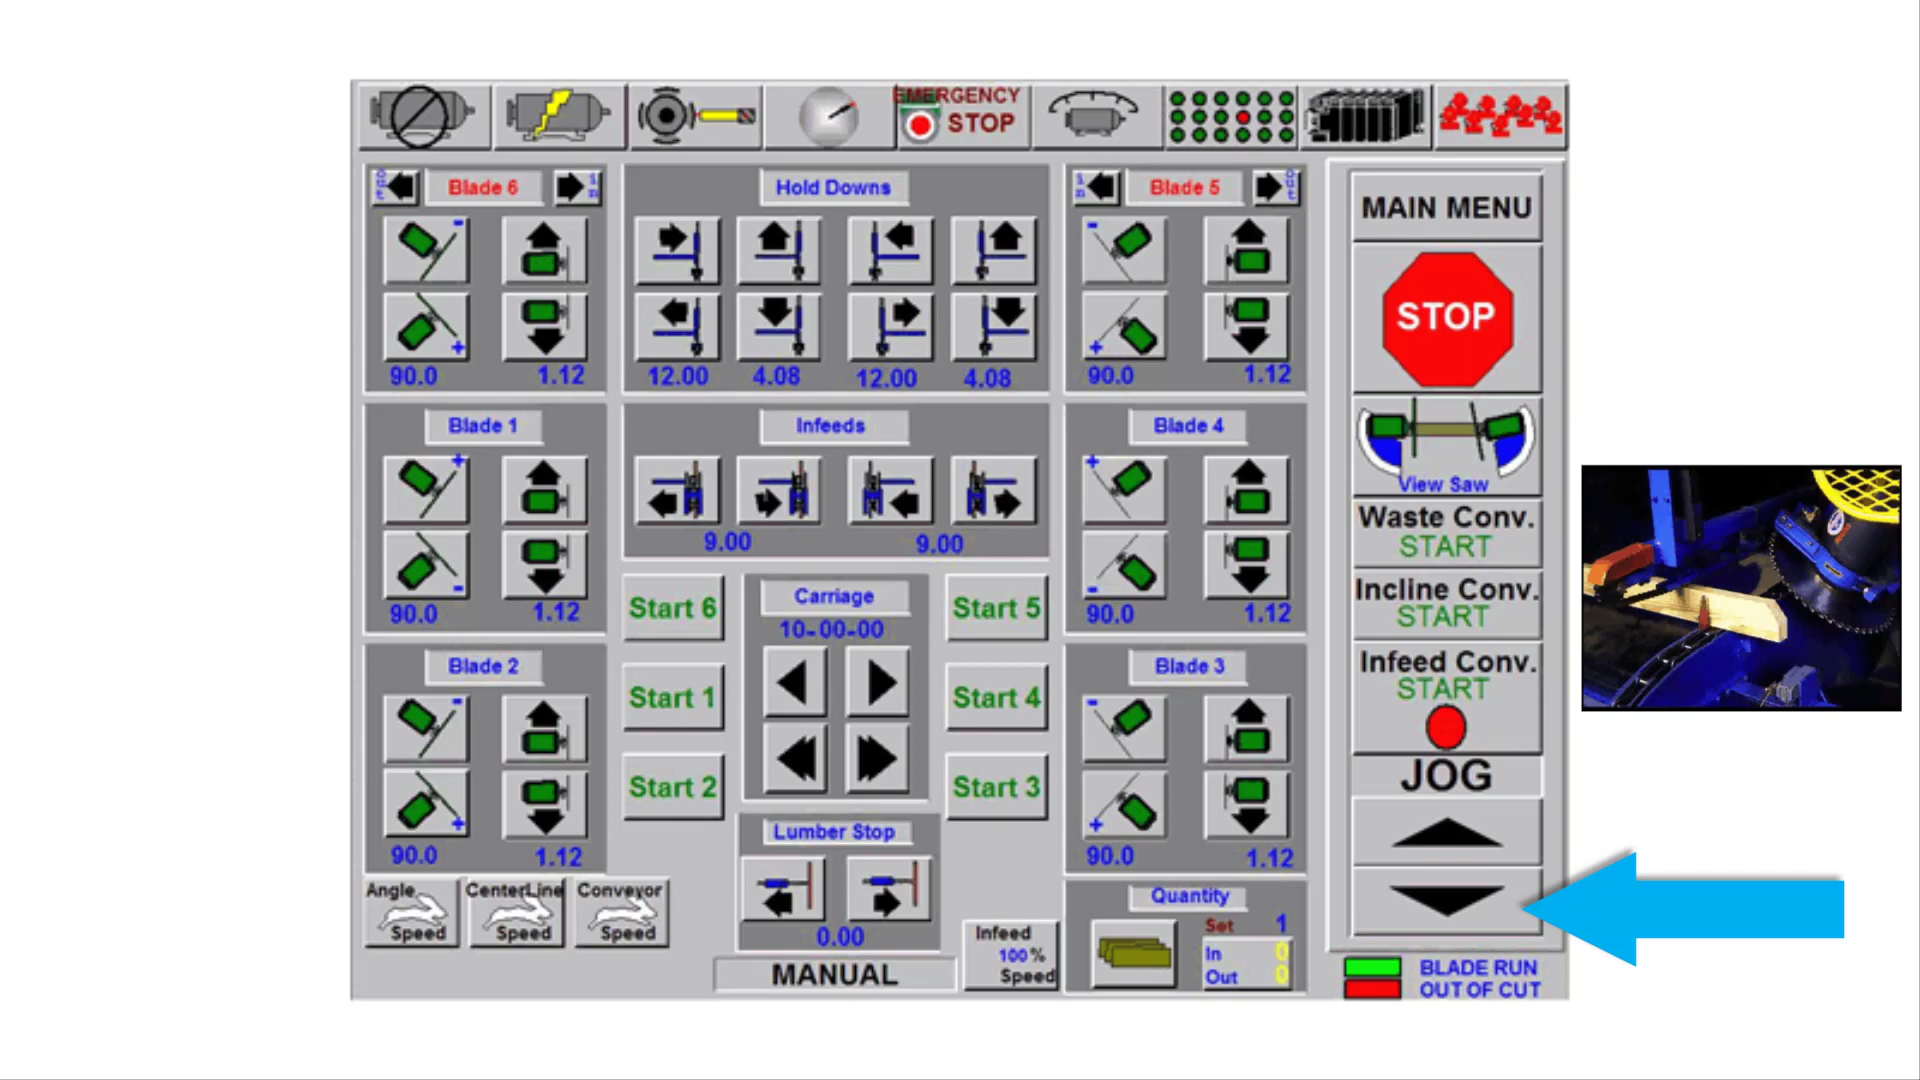 EMERGENCY
STOP
out
Blade 6
in
-
+
90.0
1.12
Hold Downs
12.00
4.08
12.00
4.08
in
Blade 5
out
-
+
90.0
1.12
MAIN MENU
STOP
View Saw
Waste Conv.
START
Incline Conv.
START
Infeed Conv.
START
JOG
Blade 1
+
-
90.0
1.12
Infeeds
9.00
9.00
Blade 4
+
-
90.0
1.12
Blade 2
-
+
90.0
1.12
Start 6
Start 1
Start 2
Carriage
10-00-00
Start 5
Start 4
Start 3
Blade 3
-
+
90.0
1.12
Lumber Stop
0.00
Angle
Speed
CenterLine
Speed
Conveyor
Speed
MANUAL
Infeed
100 %
Speed
Quantity
Set 1
In 0
Out 0
BLADE RUN
OUT OF CUT